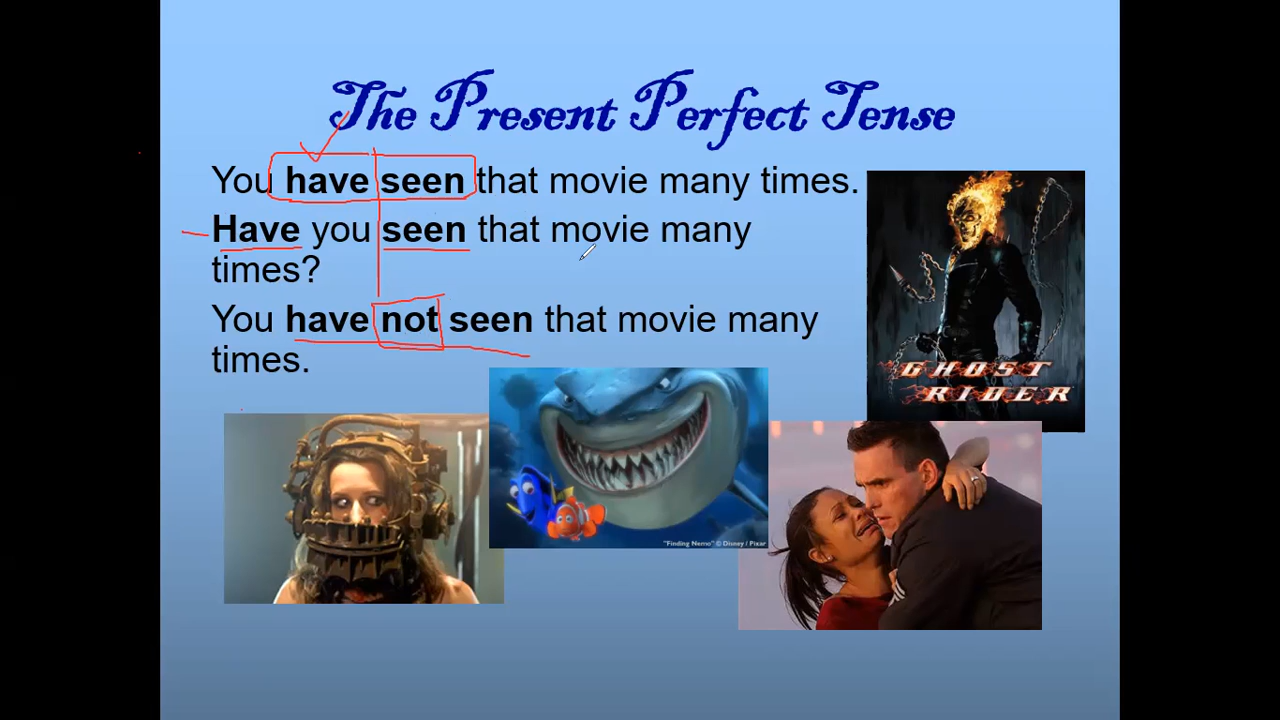 The Present Perfect Tense
You have seen that movie many times.
Have you seen that movie many
times?
You have not seen that movie many
times.
GHOST
RIDER
"Finding Nemo" © Disney / Pixar